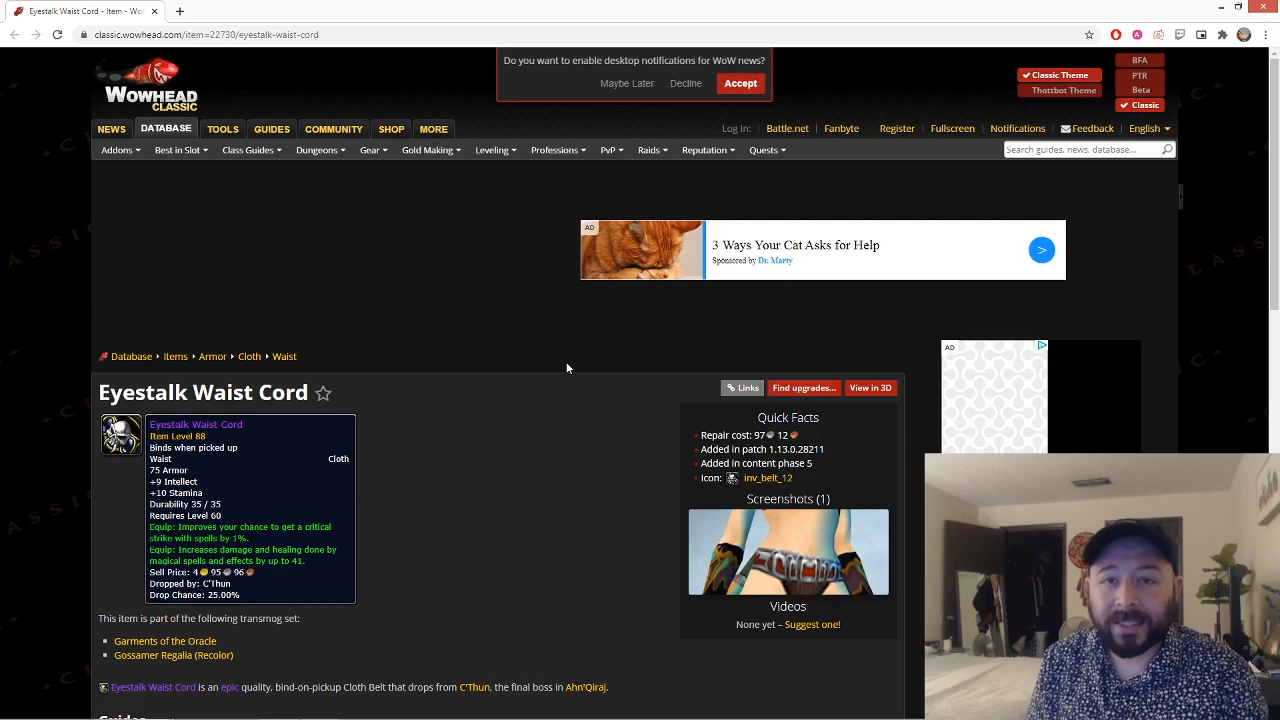 Eyestalk Waist Cord - Item - Wo
classic.wowhead.com/item=22730/eyestalk-waist-cord
Do you want to enable desktop notifications for WoW news?
Maybe Later Decline Accept
WOWHEAD
CLASSIC
Classic Theme
Thottbot Theme
BFA
PTR
Beta
Classic
NEWS DATABASE TOOLS GUIDES COMMUNITY SHOP MORE
Log In: Battle.net Fanbyte Register Fullscreen Notifications Feedback English
Addons Best in Slot Class Guides Dungeons Gear Gold Making Leveling Professions PvP Raids Reputation Quests
Search guides, news, database...
AD
3 Ways Your Cat Asks for Help
Sponsored by Dr. Marty
Database Items Armor Cloth Waist
AD
Eyestalk Waist Cord
Links Find upgrades... View in 3D
Eyestalk Waist Cord
Item Level 88
Binds when picked up
Waist Cloth
75 Armor
+9 Intellect
+10 Stamina
Durability 35 / 35
Requires Level 60
Equip: Improves your chance to get a critical
strike with spells by 1%.
Equip: Increases damage and healing done by
magical spells and effects by up to 41.
Sell Price: 4 95 96
Dropped by: C'Thun
Drop Chance: 25.00%
Quick Facts
Repair cost: 97 12
Added in patch 1.13.0.28211
Added in content phase 5
Icon: inv_belt_12
Screenshots (1)
Videos
None yet – Suggest one!
This item is part of the following transmog set:
Garments of the Oracle
Gossamer Regalia (Recolor)
Eyestalk Waist Cord is an epic quality, bind-on-pickup Cloth Belt that drops from C'Thun, the final boss in Ahn'Qiraj.
Guides